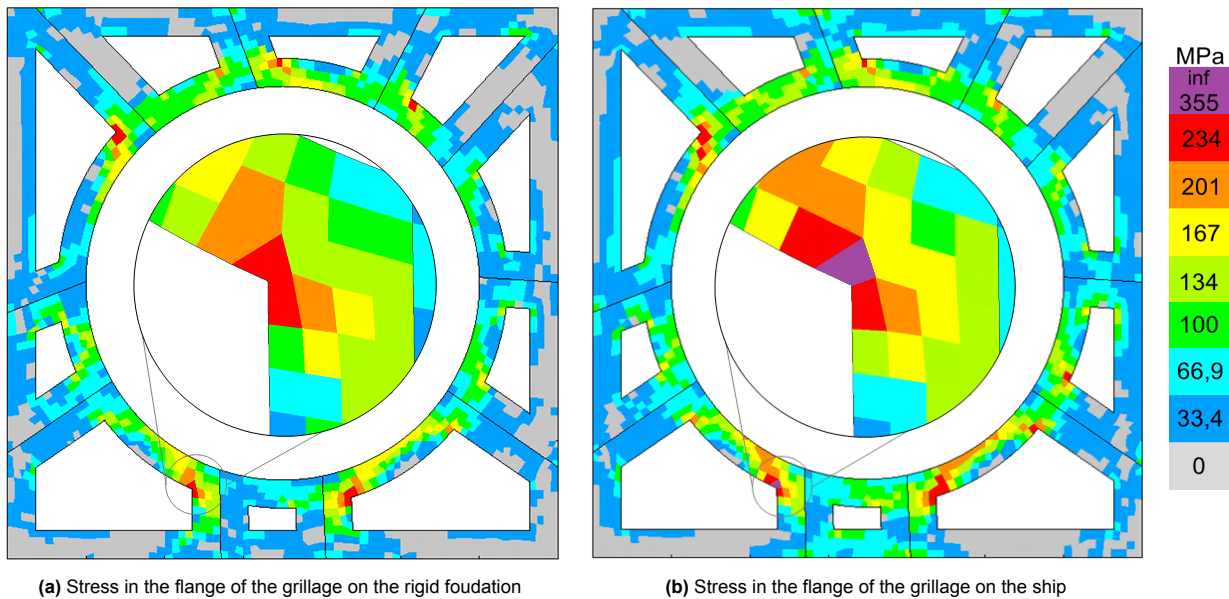 MPa
inf
355
234
201
167
134
100
66,9
33,4
0
(a) Stress in the flange of the grillage on the rigid foudation
(b) Stress in the flange of the grillage on the ship